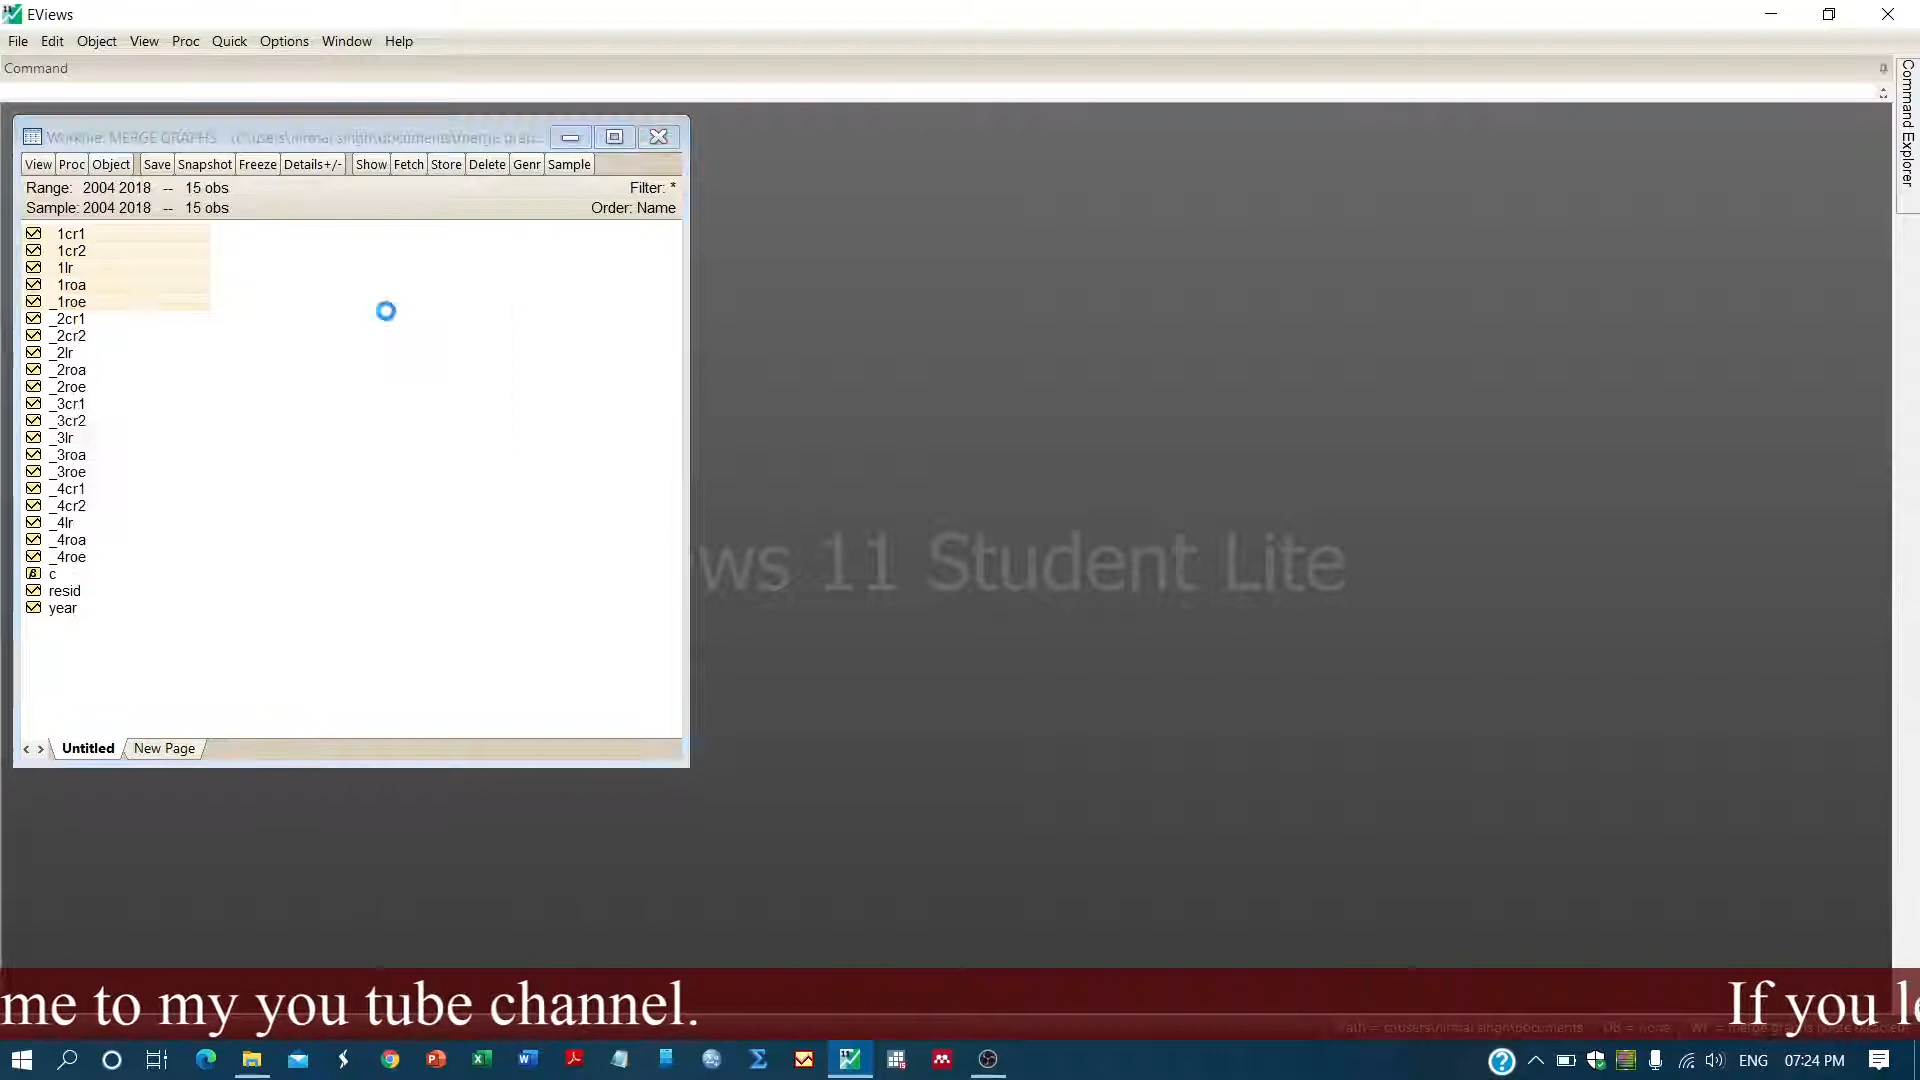 EViews
File Edit Object View Proc Quick Options Window Help
Command
Command Explorer
Workfile: MERGE GRAPHS
View Proc Object Save Snapshot Freeze Details+/- Show Fetch Store Delete Genr Sample
Range: 2004 2018 -- 15 obs Filter: *
Sample: 2004 2018 -- 15 obs Order: Name
1cr1
1cr2
1lr
1roa
_1roe
_2cr1
_2cr2
_2lr
_2roa
_2roe
_3cr1
_3cr2
_3lr
_3roa
_3roe
_4cr1
_4cr2
_4lr
_4roa
_4roe
c
resid
year
ws 11 Student Lite
Untitled New Page
me to my you tube channel. If you le
ENG 07:24 PM